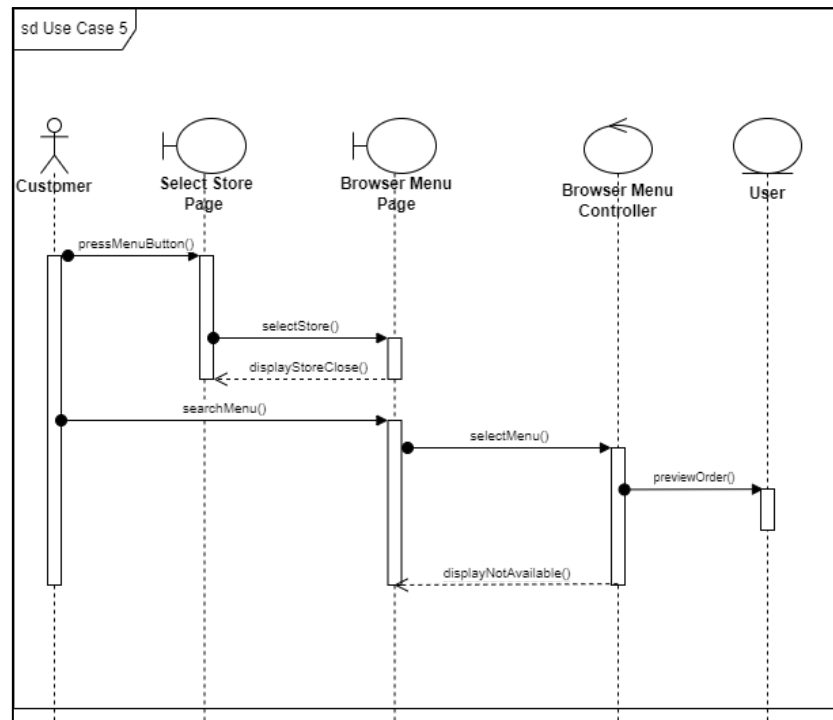 sd Use Case 5
Customer
Select Store
Page
Browser Menu
Page
Browser Menu
Controller
User
pressMenuButton()
selectStore()
displayStoreClose()
searchMenu()
selectMenu()
previewOrder()
displayNotAvailable()